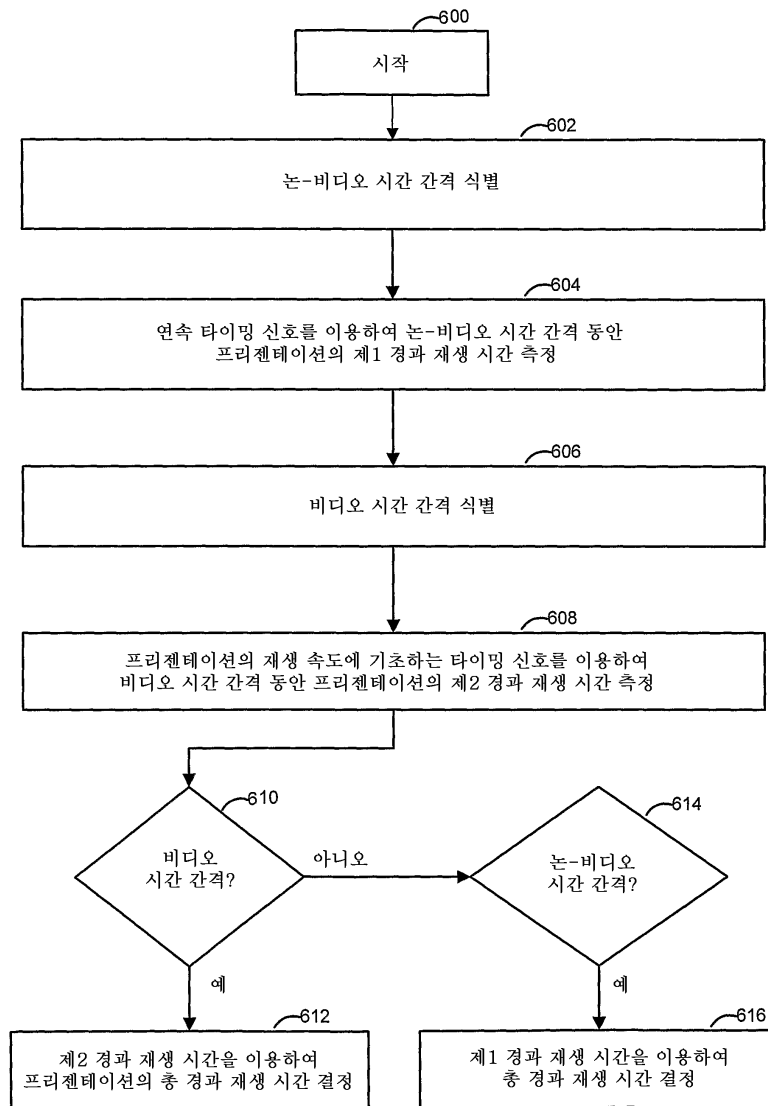 600
시작
602
논-비디오 시간 간격 식별
604
연속 타이밍 신호를 이용하여 논-비디오 시간 간격 동안
프리젠테이션의 제1 경과 재생 시간 측정
606
비디오 시간 간격 식별
608
프리젠테이션의 재생 속도에 기초하는 타이밍 신호를 이용하여
비디오 시간 간격 동안 프리젠테이션의 제2 경과 재생 시간 측정
610
비디오
시간 간격?
아니오
614
논-비디오
시간 간격?
예
예
612
제2 경과 재생 시간을 이용하여
프리젠테이션의 총 경과 재생 시간 결정
616
제1 경과 재생 시간을 이용하여
총 경과 재생 시간 결정